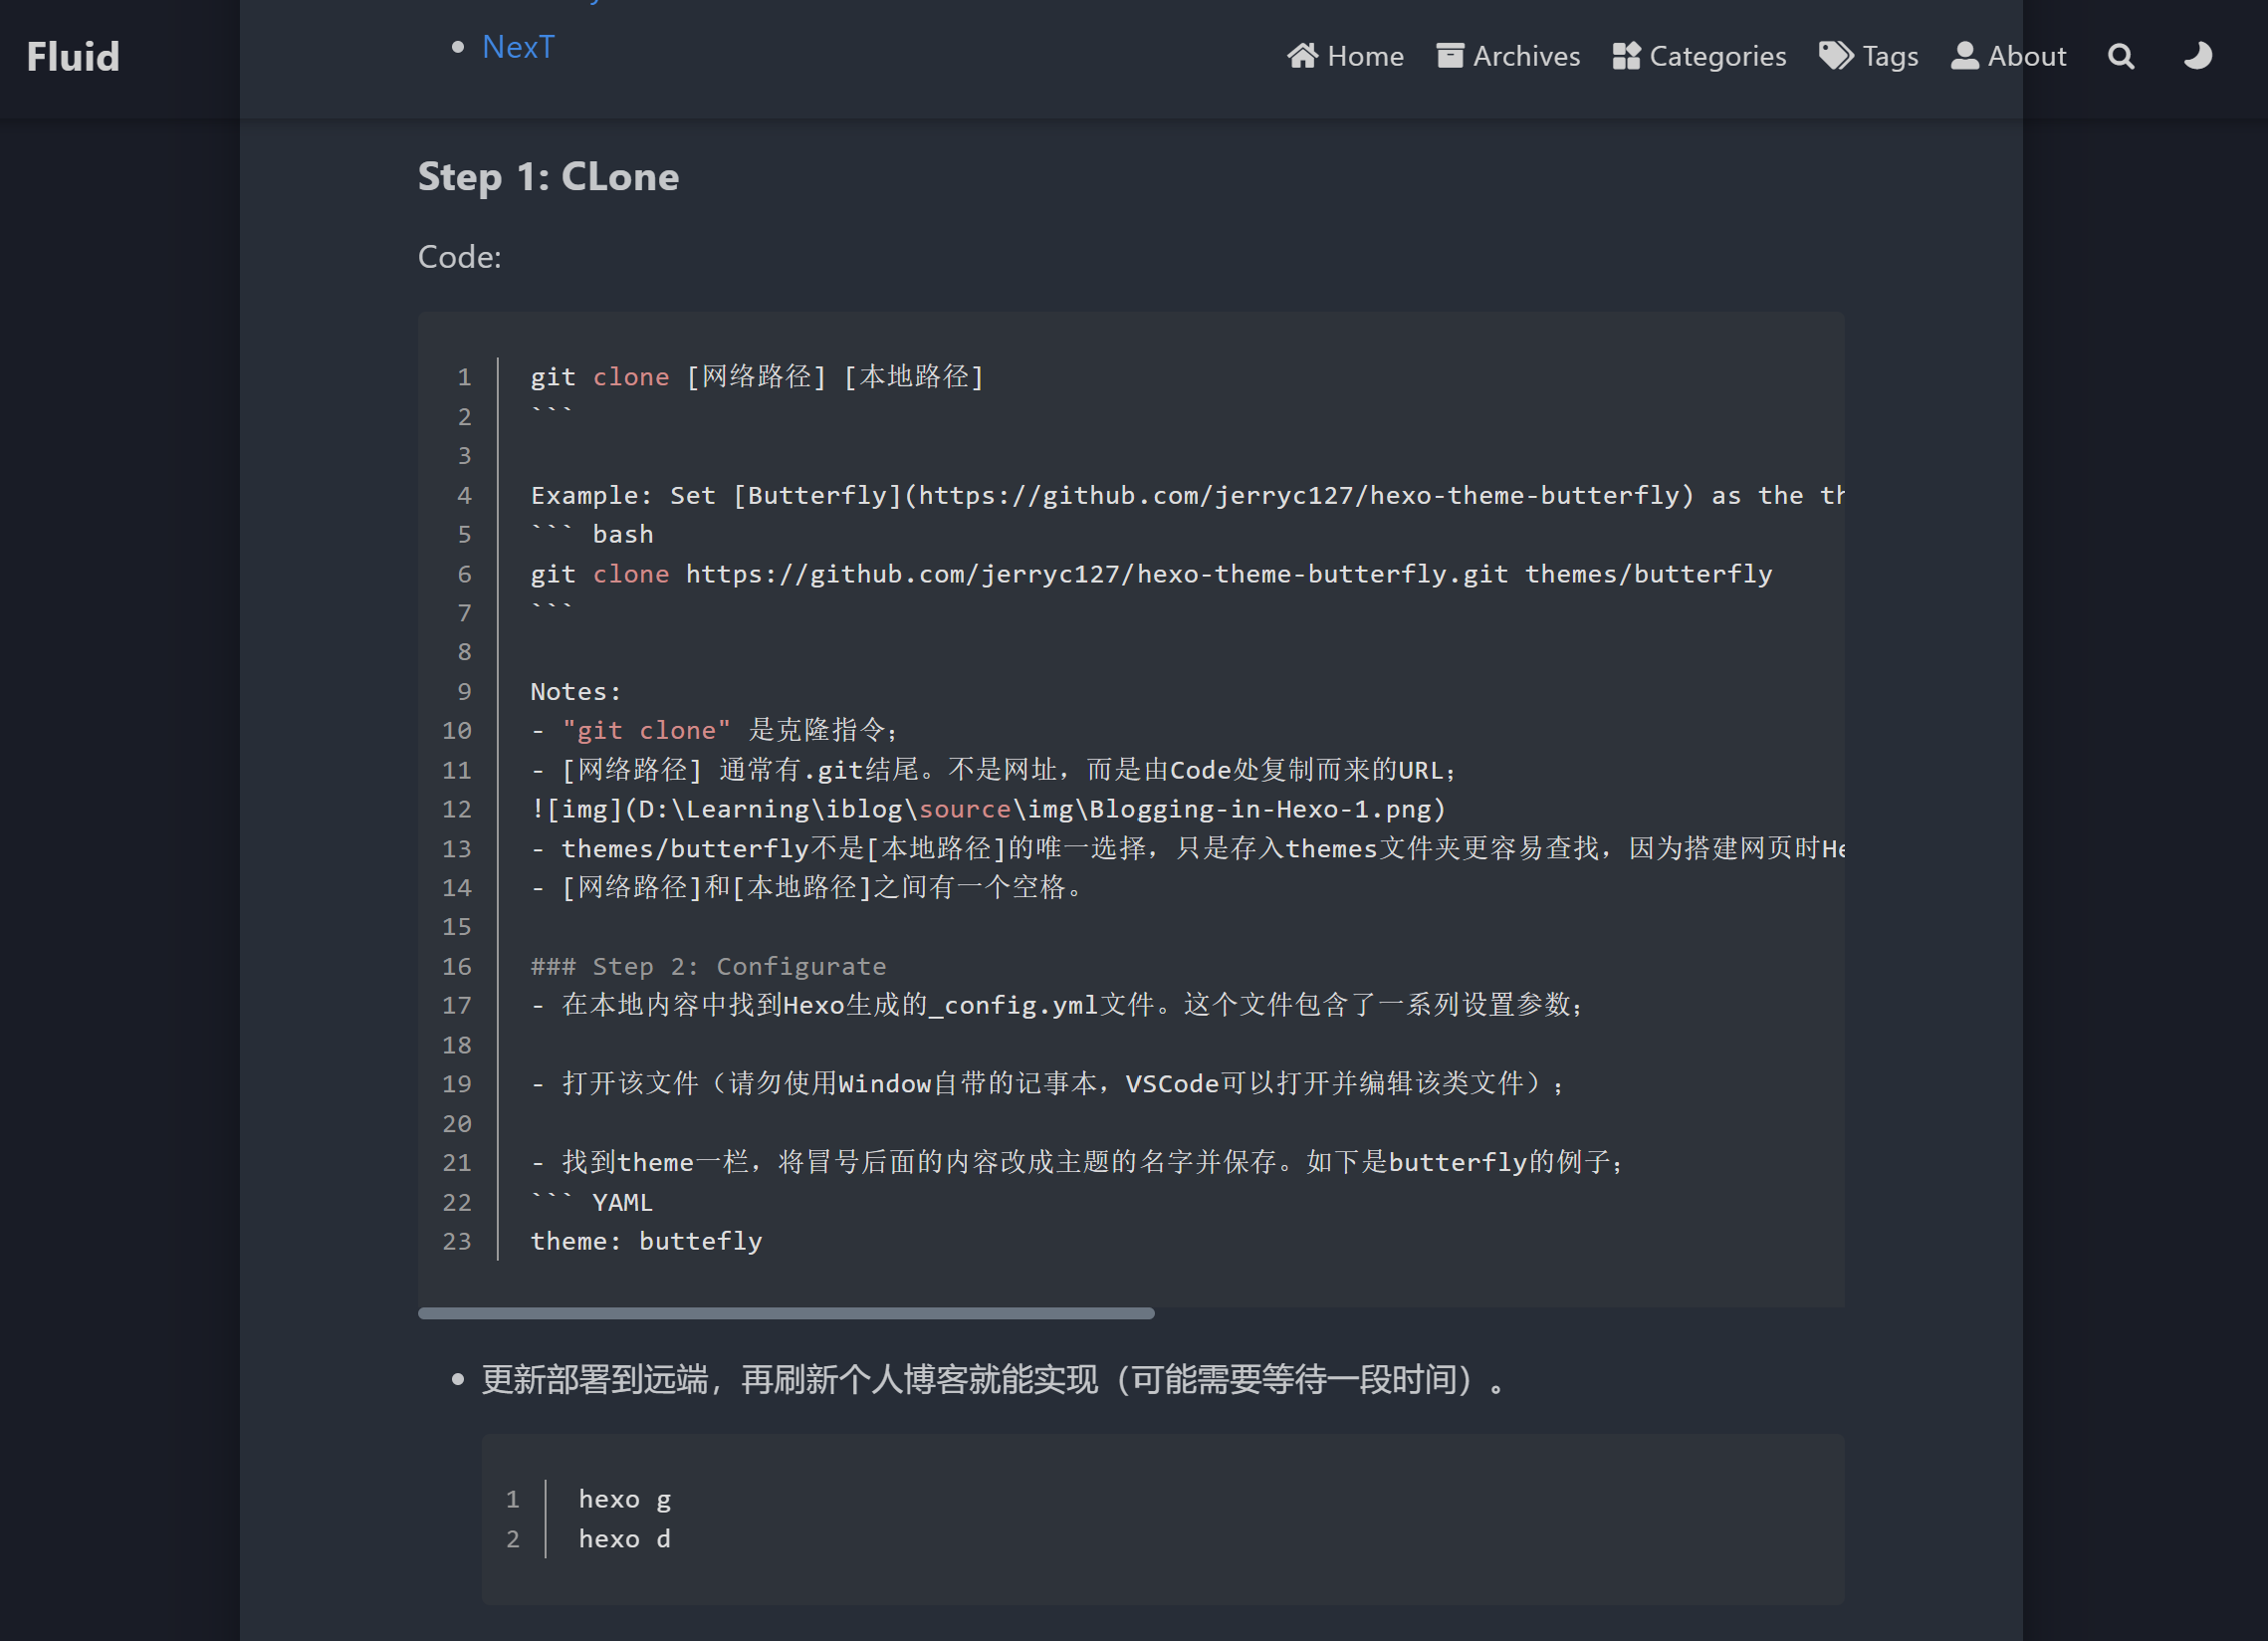 Fluid
Home
Archives
Categories
Tags
About
NexT
Step 1: CLone
Code:
1 git clone [网络路径] [本地路径]
2 ```
3
4 Example: Set [Butterfly](https://github.com/jerryc127/hexo-theme-butterfly) as the th
5 ``` bash
6 git clone https://github.com/jerryc127/hexo-theme-butterfly.git themes/butterfly
7 ```
8
9 Notes:
10 - "git clone" 是克隆指令；
11 - [网络路径] 通常有.git结尾。不是网址，而是由Code处复制而来的URL；
12 ![img](D:\Learning\iblog\source\img\Blogging-in-Hexo-1.png)
13 - themes/butterfly不是[本地路径]的唯一选择，只是存入themes文件夹更容易查找，因为搭建网页时He
14 - [网络路径]和[本地路径]之间有一个空格。
15
16 ### Step 2: Configurate
17 - 在本地内容中找到Hexo生成的_config.yml文件。这个文件包含了一系列设置参数；
18
19 - 打开该文件（请勿使用Window自带的记事本，VSCode可以打开并编辑该类文件）；
20
21 - 找到theme一栏，将冒号后面的内容改成主题的名字并保存。如下是butterfly的例子；
22 ``` YAML
23 theme: buttefly
更新部署到远端，再刷新个人博客就能实现（可能需要等待一段时间）。
1 hexo g
2 hexo d